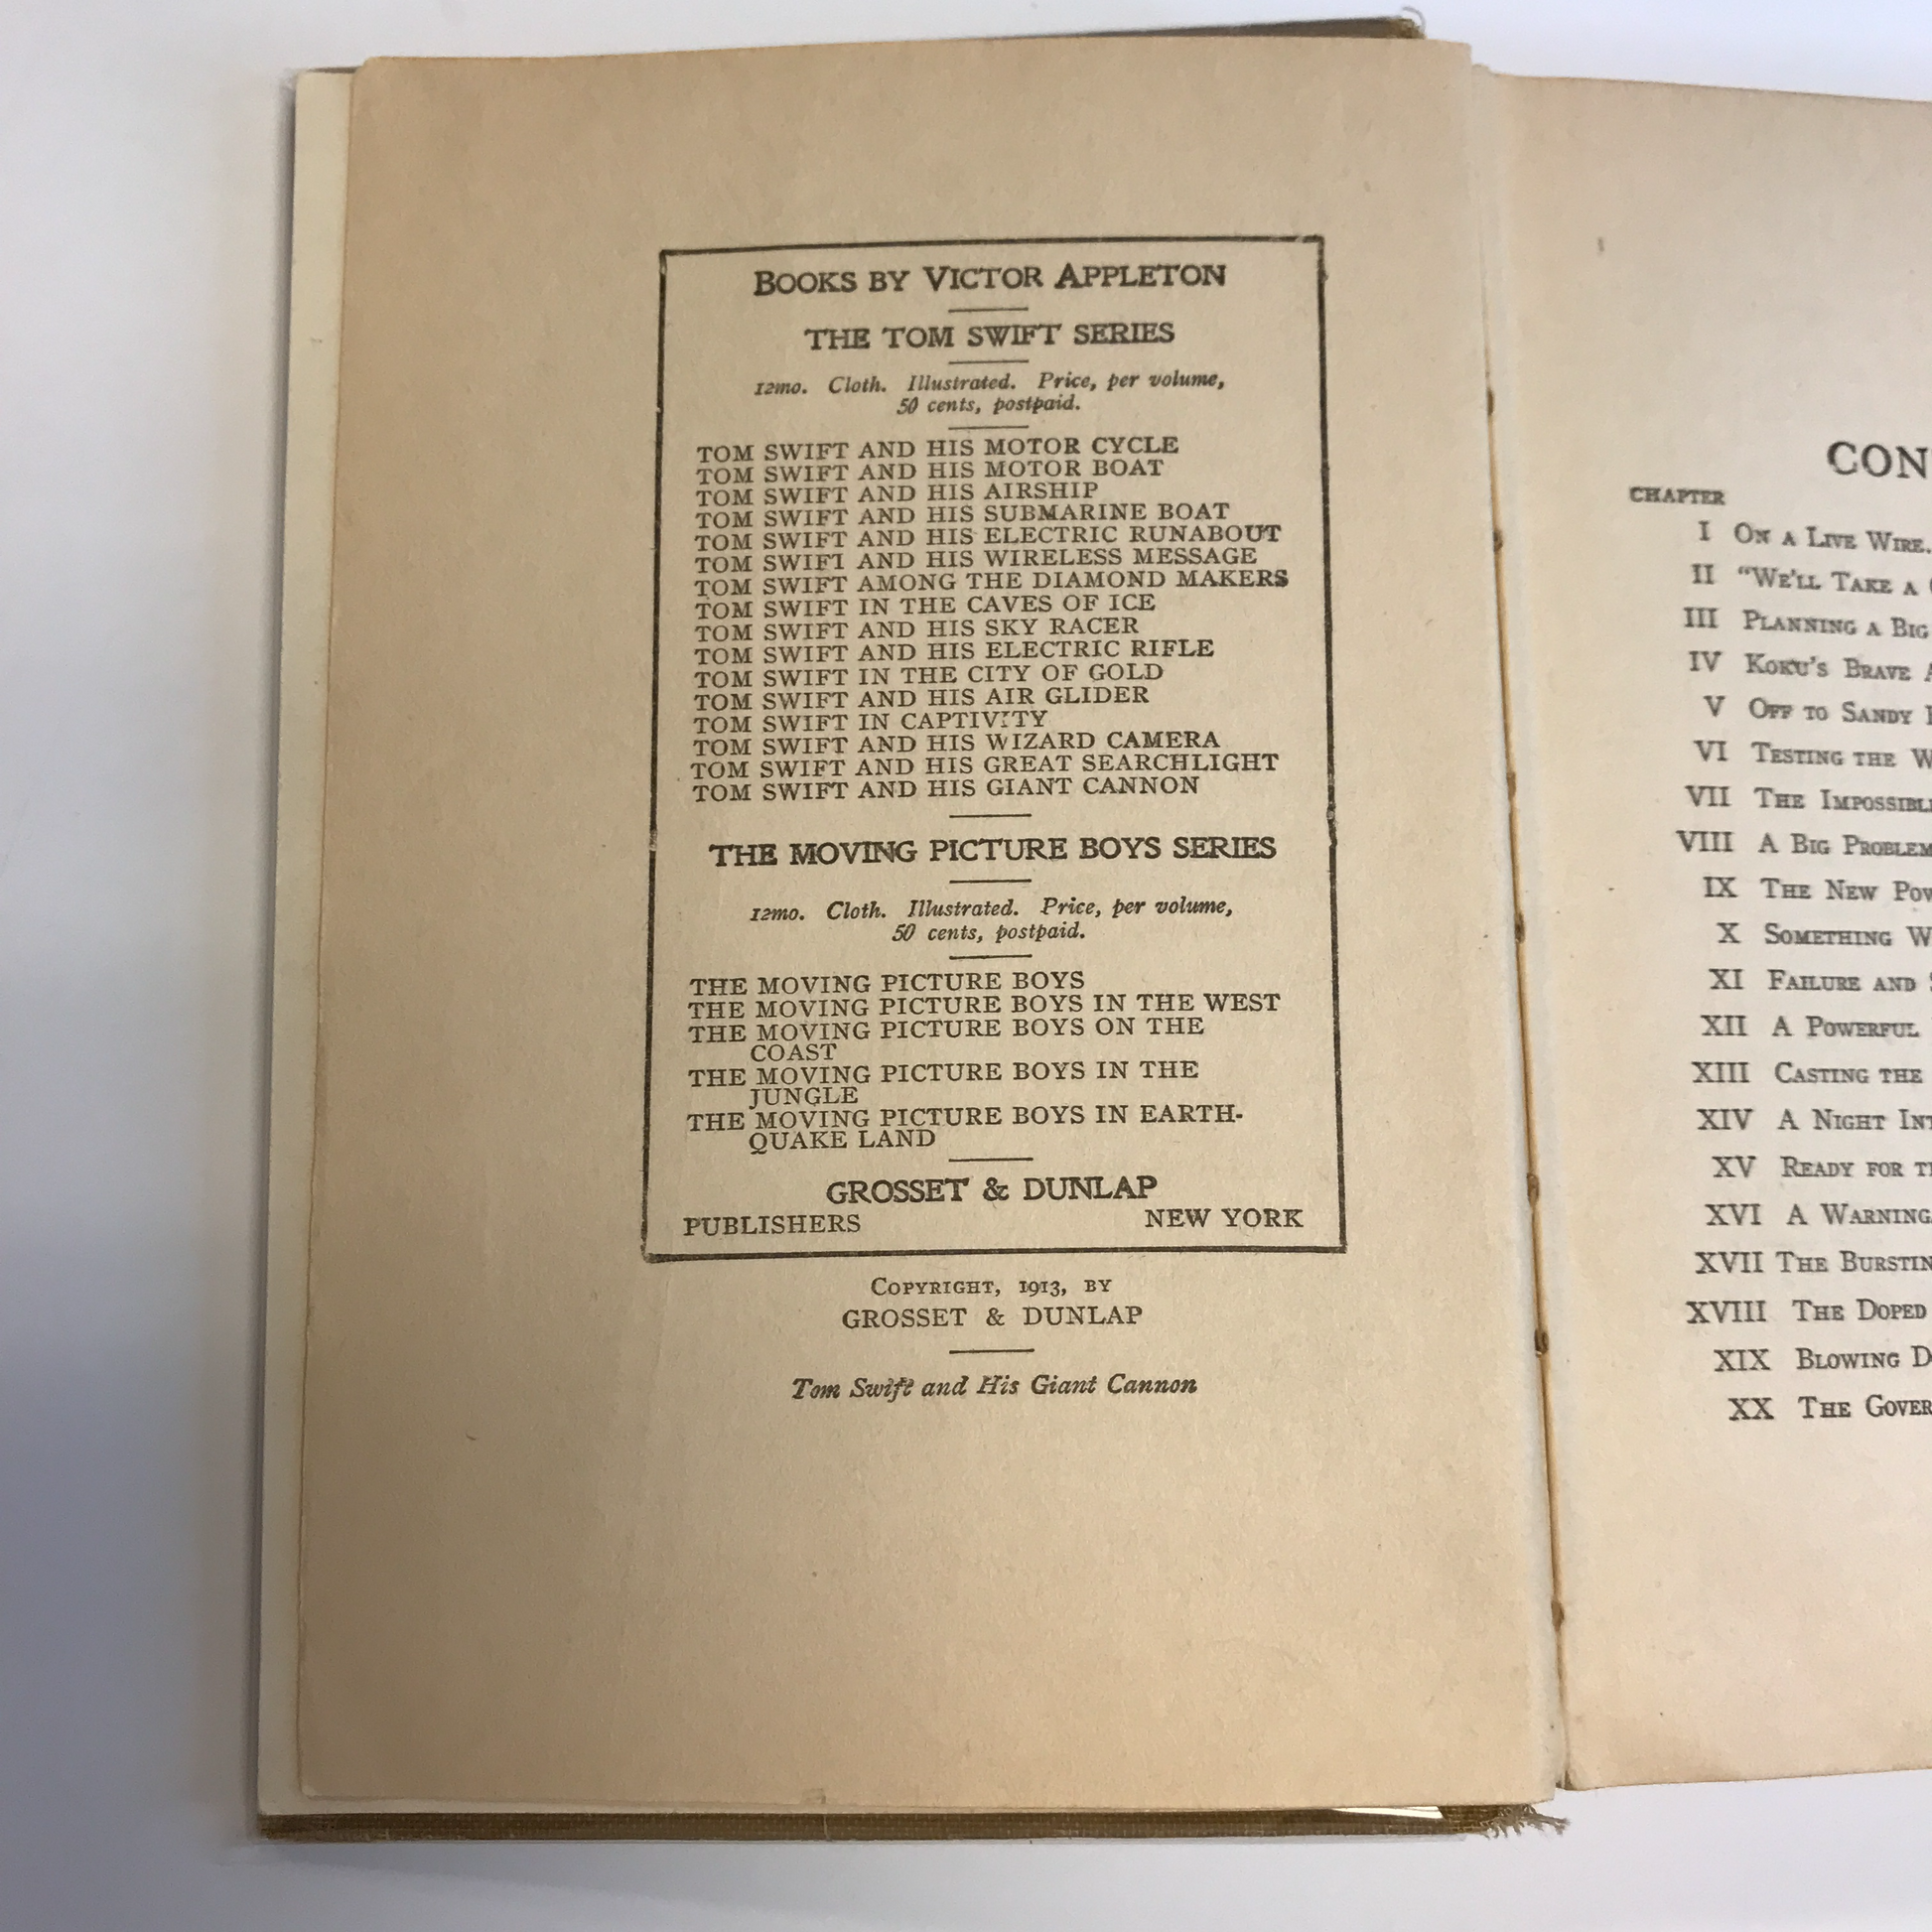 BOOKS BY VICTOR APPLETON
THE TOM SWIFT SERIES
12mo. Cloth. Illustrated. Price, per volume,
50 cents, postpaid.
TOM SWIFT AND HIS MOTOR CYCLE
TOM SWIFT AND HIS MOTOR BOAT
TOM SWIFT AND HIS AIRSHIP
TOM SWIFT AND HIS SUBMARINE BOAT
TOM SWIFT AND HIS ELECTRIC RUNABOUT
TOM SWIFT AND HIS WIRELESS MESSAGE
TOM SWIFT AMONG THE DIAMOND MAKERS
TOM SWIFT IN THE CAVES OF ICE
TOM SWIFT AND HIS SKY RACER
TOM SWIFT AND HIS ELECTRIC RIFLE
TOM SWIFT IN THE CITY OF GOLD
TOM SWIFT AND HIS AIR GLIDER
TOM SWIFT IN CAPTIVITY
TOM SWIFT AND HIS WIZARD CAMERA
TOM SWIFT AND HIS GREAT SEARCHLIGHT
TOM SWIFT AND HIS GIANT CANNON
THE MOVING PICTURE BOYS SERIES
12mo. Cloth. Illustrated. Price, per volume,
50 cents, postpaid.
THE MOVING PICTURE BOYS
THE MOVING PICTURE BOYS IN THE WEST
THE MOVING PICTURE BOYS ON THE
COAST
THE MOVING PICTURE BOYS IN THE
JUNGLE
THE MOVING PICTURE BOYS IN EARTH-
QUAKE LAND
GROSSET & DUNLAP
PUBLISHERS NEW YORK
COPYRIGHT, 1913, BY
GROSSET & DUNLAP
Tom Swift and His Giant Cannon
CON
CHAPTER
I ON A LIVE WIRE.
II "WE'LL TAKE A
III PLANNING A BIG
IV KOKU'S BRAVE
V OFF TO SANDY
VI TESTING THE
VII THE
VIII A BIG PROBLEM
IX THE NEW
X SOMETHING
XI FAILURE AND
XII A POWERFUL
XIII CASTING THE
XIV A NIGHT
XV READY FOR
XVI A WARNING
XVII THE
XVIII THE DOPED
XIX BLOWING
XX THE